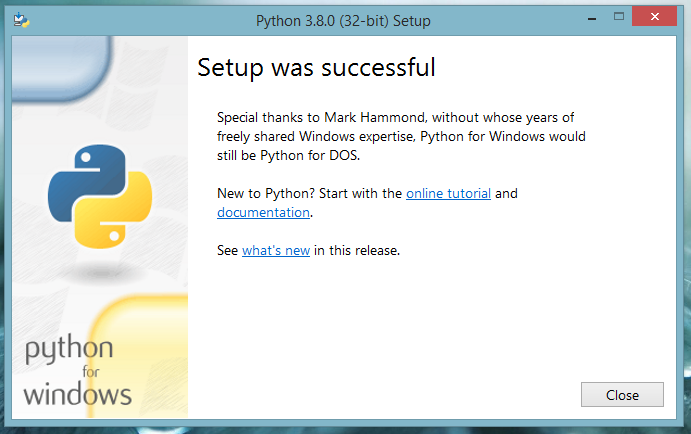 Python 3.8.0 (32-bit) Setup
Setup was successful
Special thanks to Mark Hammond, without whose years of
freely shared Windows expertise, Python for Windows would
still be Python for DOS.
New to Python? Start with the online tutorial and
documentation.
See what's new in this release.
python
for
windows
Close